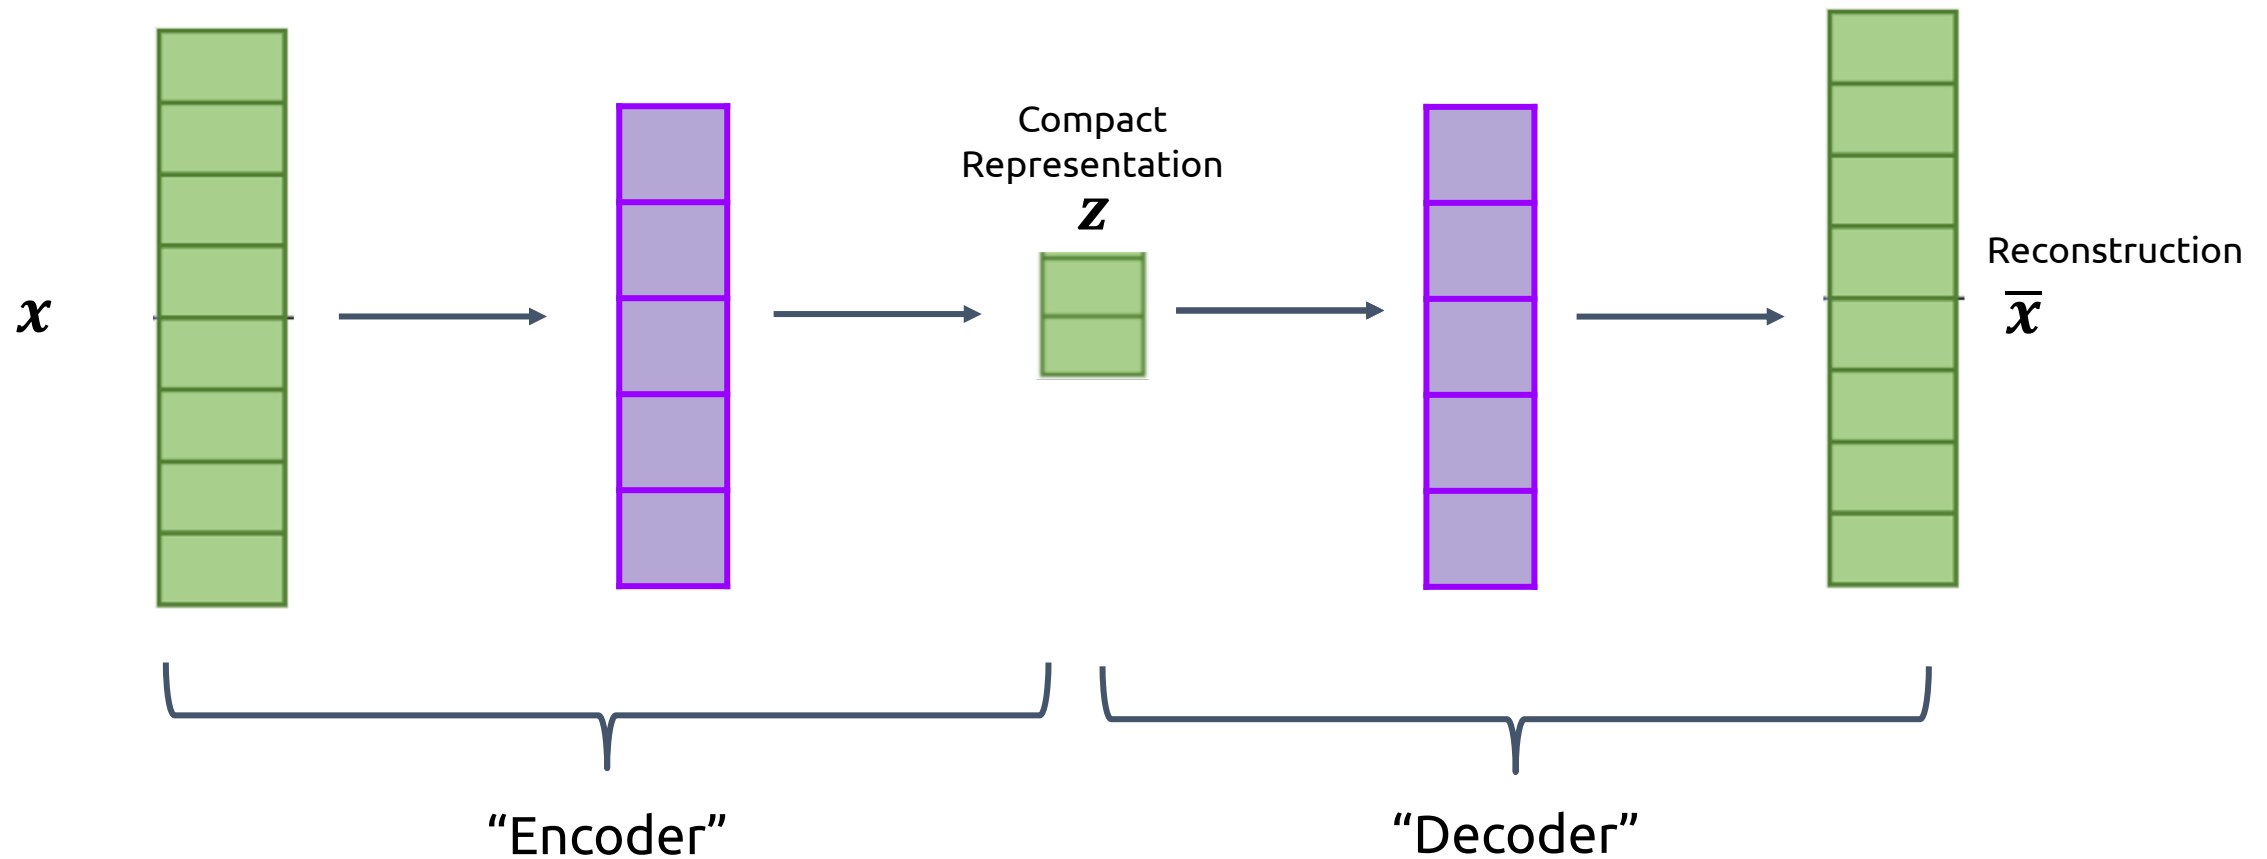 x
Compact
Representation
z
Reconstruction
x̅
“Encoder”
“Decoder”